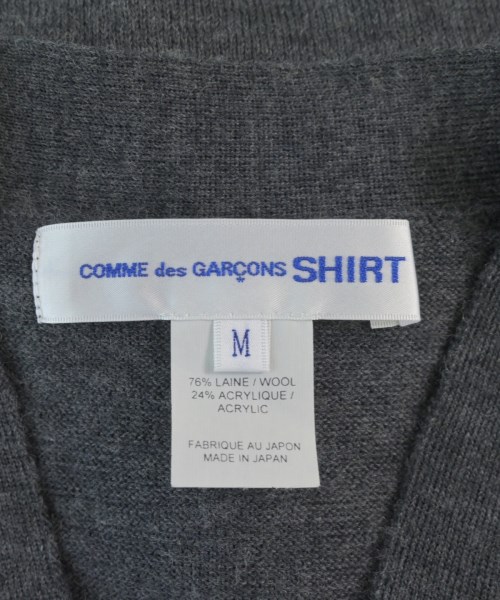 COMME des GARÇONS SHIRT
M
76% LAINE / WOOL
24% ACRYLIQUE /
ACRYLIC
FABRIQUE AU JAPON
MADE IN JAPAN